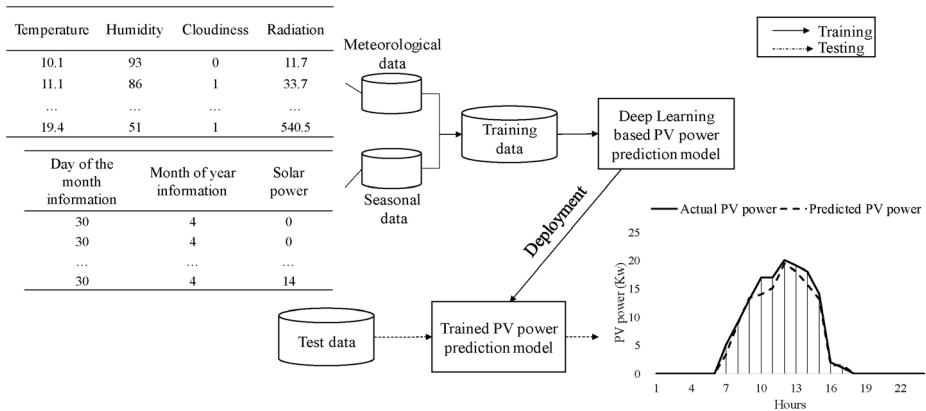 Temperature Humidity Cloudiness Radiation
10.1 93 0 11.7
11.1 86 1 33.7
… … … …
19.4 51 1 540.5
Day of the
month
information
Month of year
information
Solar
power
30 4 0
30 4 0
… … …
30 4 14
Meteorological
data
Seasonal
data
Training
data
Deep Learning
based PV power
prediction model
Training
Testing
Deployment
Test data
Trained PV power
prediction model
Actual PV power
Predicted PV power
PV power (Kw)
25
20
15
10
5
0
1 4 7 10 13 16 19 22
Hours